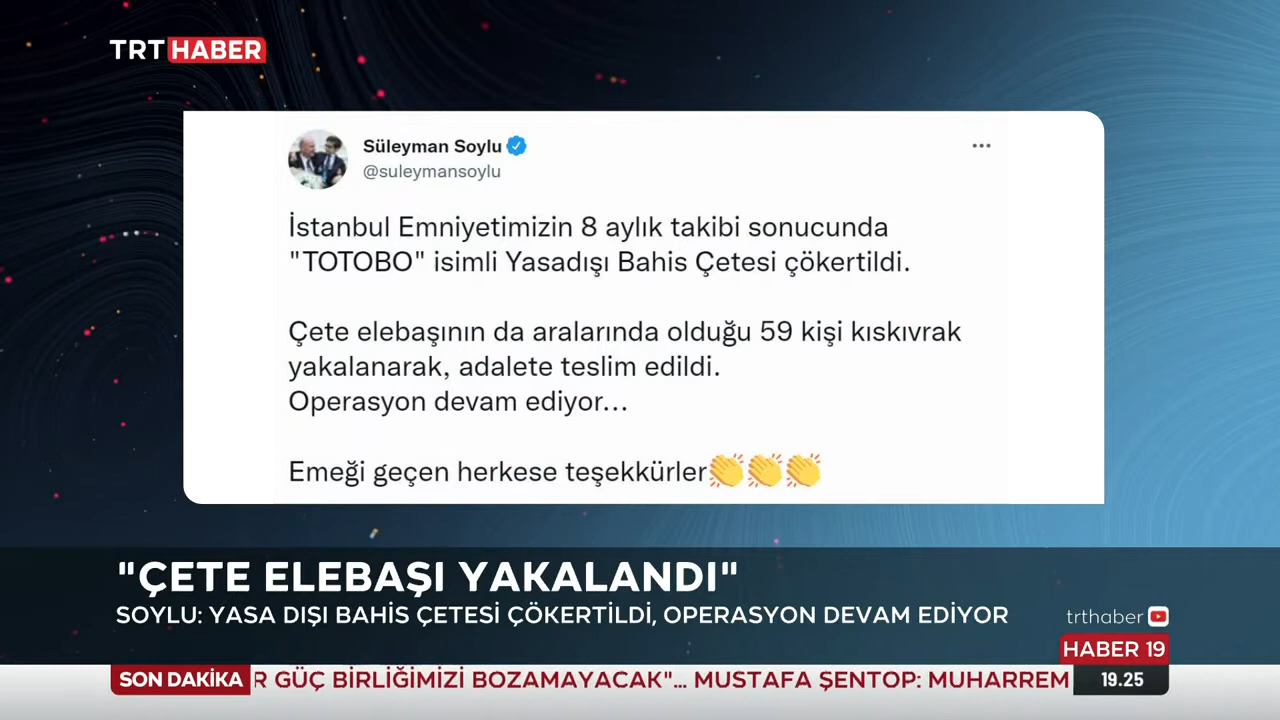 TRT HABER
Süleyman Soylu
@suleymansoylu
İstanbul Emniyetimizin 8 aylık takibi sonucunda
"TOTOBO" isimli Yasadışı Bahis Çetesi çökertildi.
Çete elebaşının da aralarında olduğu 59 kişi kıskıvrak
yakalanarak, adalete teslim edildi.
Operasyon devam ediyor...
Emeği geçen herkese teşekkürler👏👏👏
"ÇETE ELEBAŞI YAKALANDI"
SOYLU: YASA DIŞI BAHİS ÇETESİ ÇÖKERTİLDİ, OPERASYON DEVAM EDİYOR
trthaber
HABER 19
SON DAKİKA R GÜÇ BİRLİĞİMİZİ BOZAMAYACAK"... MUSTAFA ŞENTOP: MUHARREM 19.25